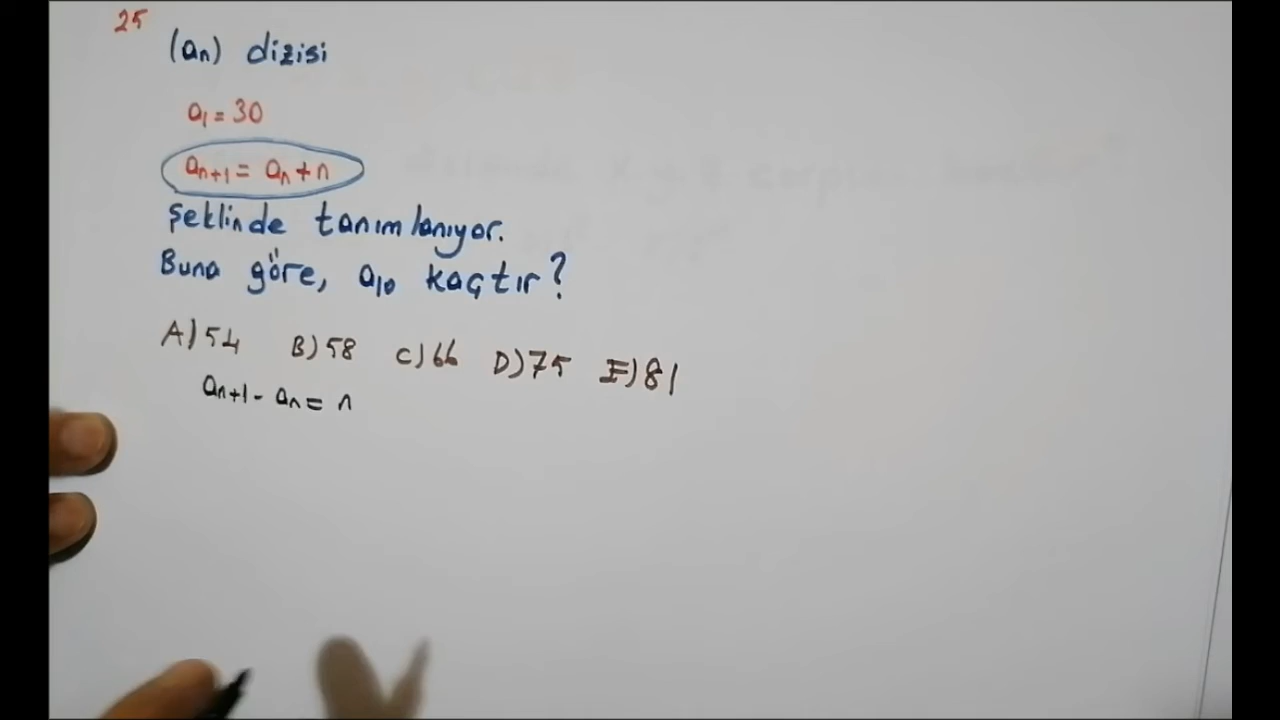 25
(an) dizisi
a1 = 30
an+1 = an + n
şeklinde tanımlanıyor.
Buna göre, a10 kaçtır?
A) 54 B) 58 C) 66 D) 75 E) 81
an+1 - an = n